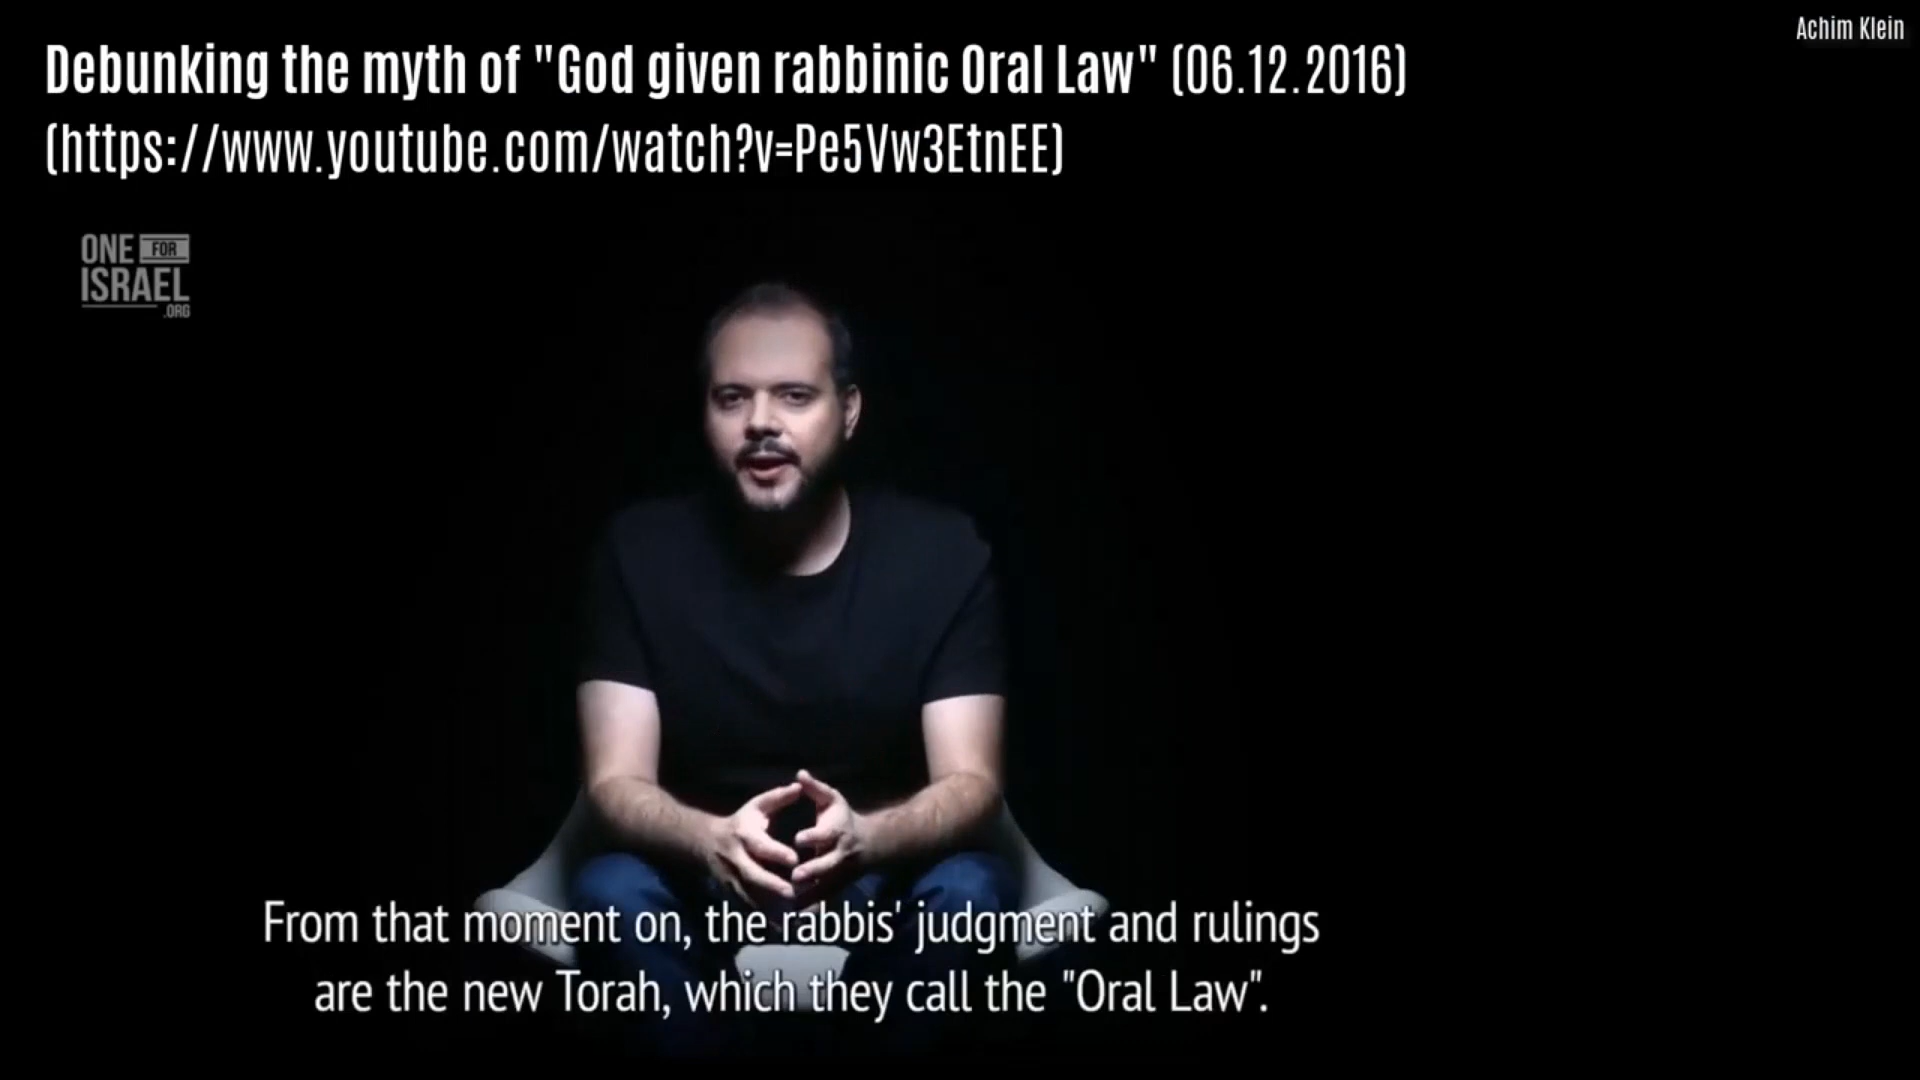 Achim Klein
Debunking the myth of "God given rabbinic Oral Law" (06.12.2016)
(https://www.youtube.com/watch?v=Pe5Vw3EtnEE)
ONE FOR
ISRAEL
.ORG
From that moment on, the rabbis' judgment and rulings
are the new Torah, which they call the "Oral Law".